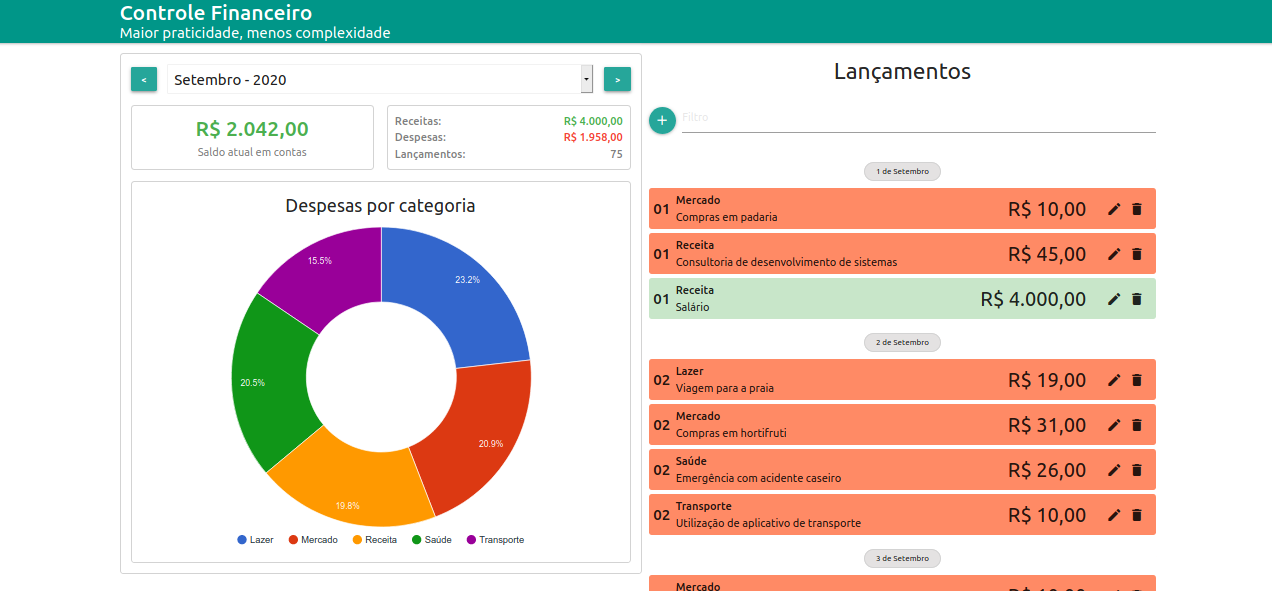 Controle Financeiro
Maior praticidade, menos complexidade
<
Setembro - 2020
>
R$ 2.042,00
Saldo atual em contas
Receitas: R$ 4.000,00
Despesas: R$ 1.958,00
Lançamentos: 75
Despesas por categoria
15.5%
23.2%
20.5%
20.9%
19.8%
Lazer Mercado Receita Saúde Transporte
Lançamentos
+ Filtro
1 de Setembro
01 Mercado
Compras em padaria
R$ 10,00
01 Receita
Consultoria de desenvolvimento de sistemas
R$ 45,00
01 Receita
Salário
R$ 4.000,00
2 de Setembro
02 Lazer
Viagem para a praia
R$ 19,00
02 Mercado
Compras em hortifruti
R$ 31,00
02 Saúde
Emergência com acidente caseiro
R$ 26,00
02 Transporte
Utilização de aplicativo de transporte
R$ 10,00
3 de Setembro
Mercado